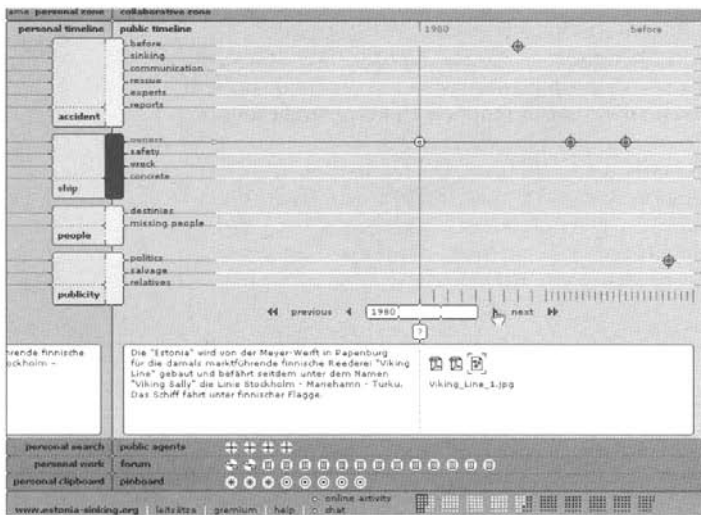 personal zone collaborative zone
personal timeline public timeline 1980 before
before
sinking
communication
rescue
experts
reports
accident
owners
safety
wreck
concrete
ship
destinies
missing people
people
politics
salvage
relatives
publicity
previous 1980 next
?
rende finnische
ockholm -
Die "Estonia" wird von der Meyer-Werft in Papenburg
für die damals marktführende finnische Reederei "Viking
Line" gebaut und befährt seitdem unter dem Namen
"Viking Sally" die Linie Stockholm - Mariehamn - Turku.
Das Schiff fährt unter finnischer Flagge.
Viking_Line_1.jpg
personal search public agents
personal work forum
personal clipboard pinboard
online activity
www.estonia-sinking.org leitsätze gremium help chat